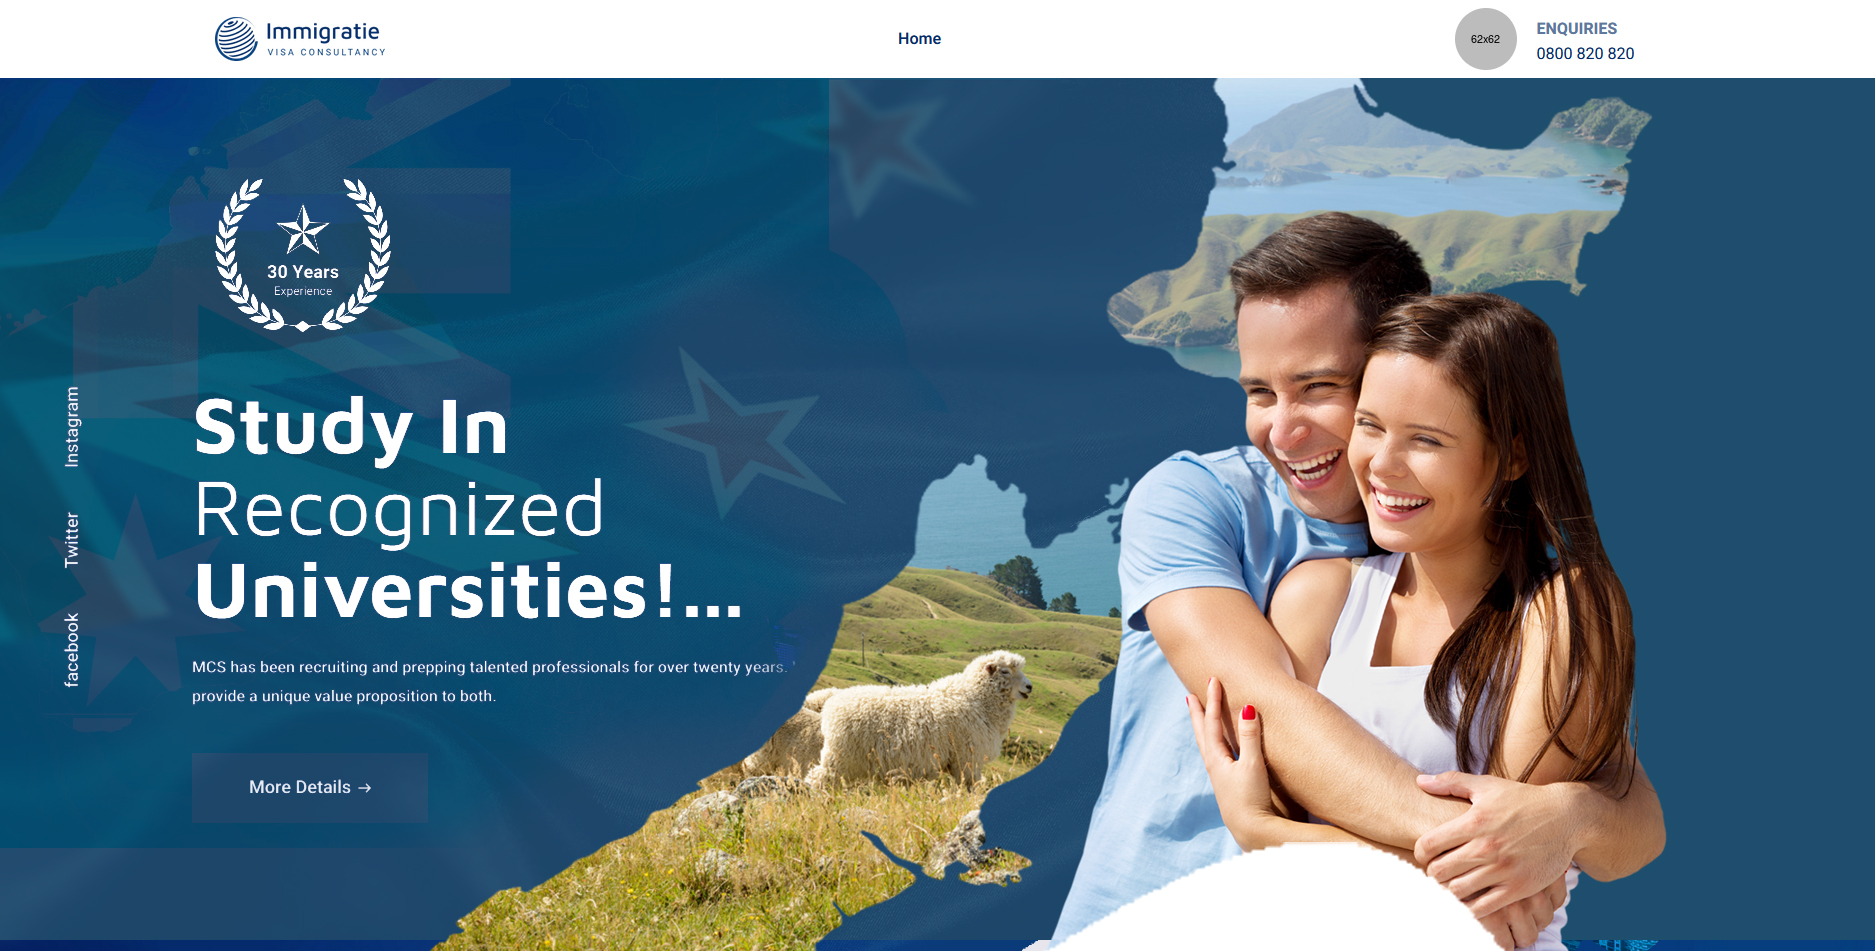 Immigratie
VISA CONSULTANCY
Home
62x62
ENQUIRIES
0800 820 820
30 Years
Experience
Instagram
Twitter
facebook
Study In
Recognized
Universities!...
MCS has been recruiting and prepping talented professionals for over twenty years.
provide a unique value proposition to both.
More Details →